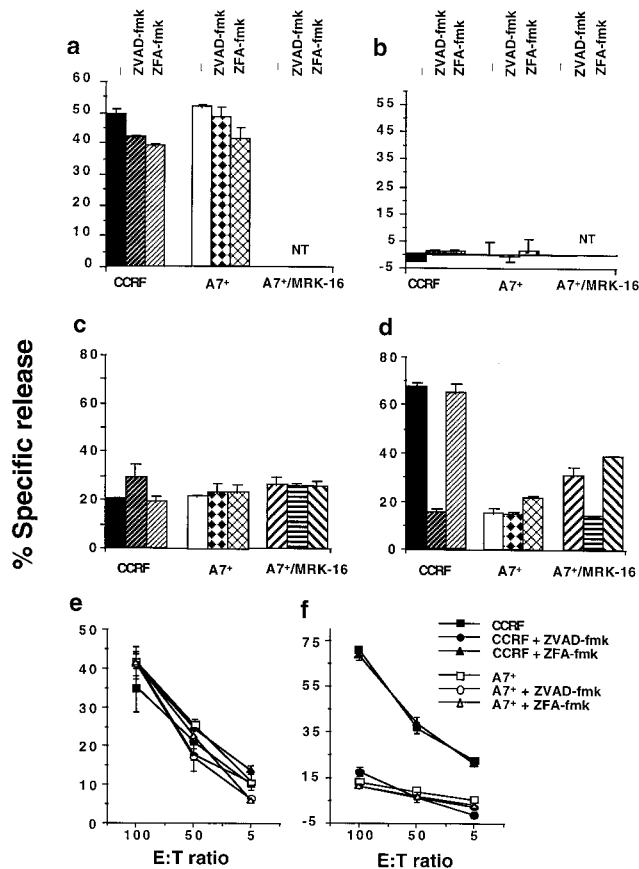 – ZVAD-fmk ZFA-fmk – ZVAD-fmk ZFA-fmk – ZVAD-fmk ZFA-fmk
– ZVAD-fmk ZFA-fmk – ZVAD-fmk ZFA-fmk – ZVAD-fmk ZFA-fmk
a
60
50
40
30
20
10
0
NT
CCRF A7+ A7+/MRK-16
b
55
45
35
25
15
5
-5
NT
CCRF A7+ A7+/MRK-16
% Specific release
c
80
60
40
20
0
CCRF A7+ A7+/MRK-16
d
80
60
40
20
0
CCRF A7+ A7+/MRK-16
e
50
40
30
20
10
0
100 50 5
E:T ratio
f
75
55
35
15
-5
100 50 5
E:T ratio
CCRF
CCRF + ZVAD-fmk
CCRF + ZFA-fmk
A7+
A7+ + ZVAD-fmk
A7+ + ZFA-fmk